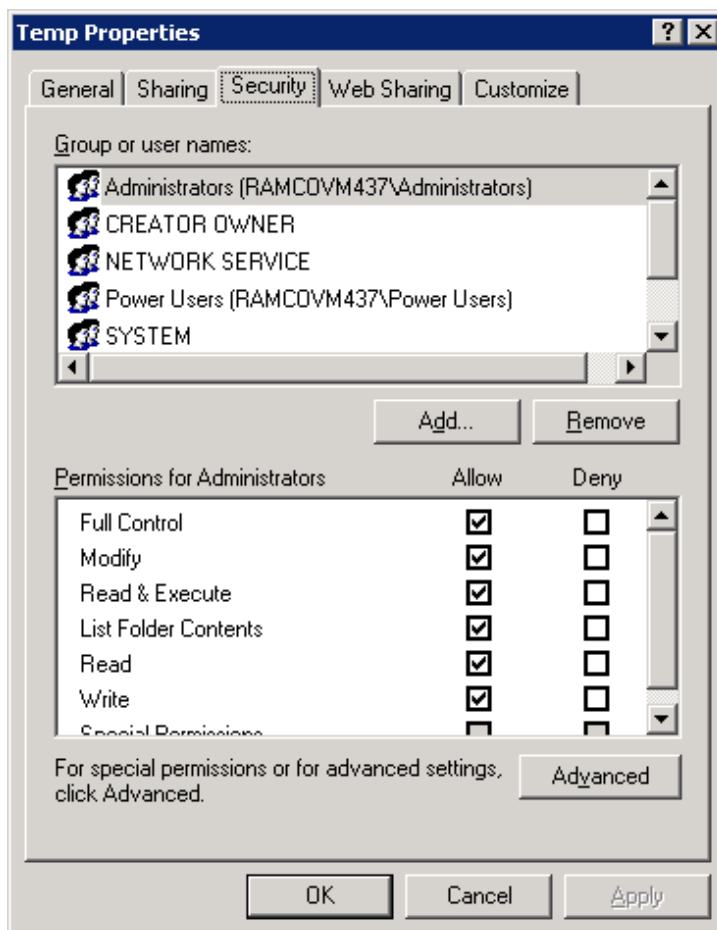 Temp Properties
General Sharing Security Web Sharing Customize
Group or user names:
Administrators (RAMCOVM437\Administrators)
CREATOR OWNER
NETWORK SERVICE
Power Users (RAMCOVM437\Power Users)
SYSTEM
Add... Remove
Permissions for Administrators Allow Deny
Full Control
Modify
Read & Execute
List Folder Contents
Read
Write
Special Permissions
For special permissions or for advanced settings,
click Advanced.
Advanced
OK Cancel Apply